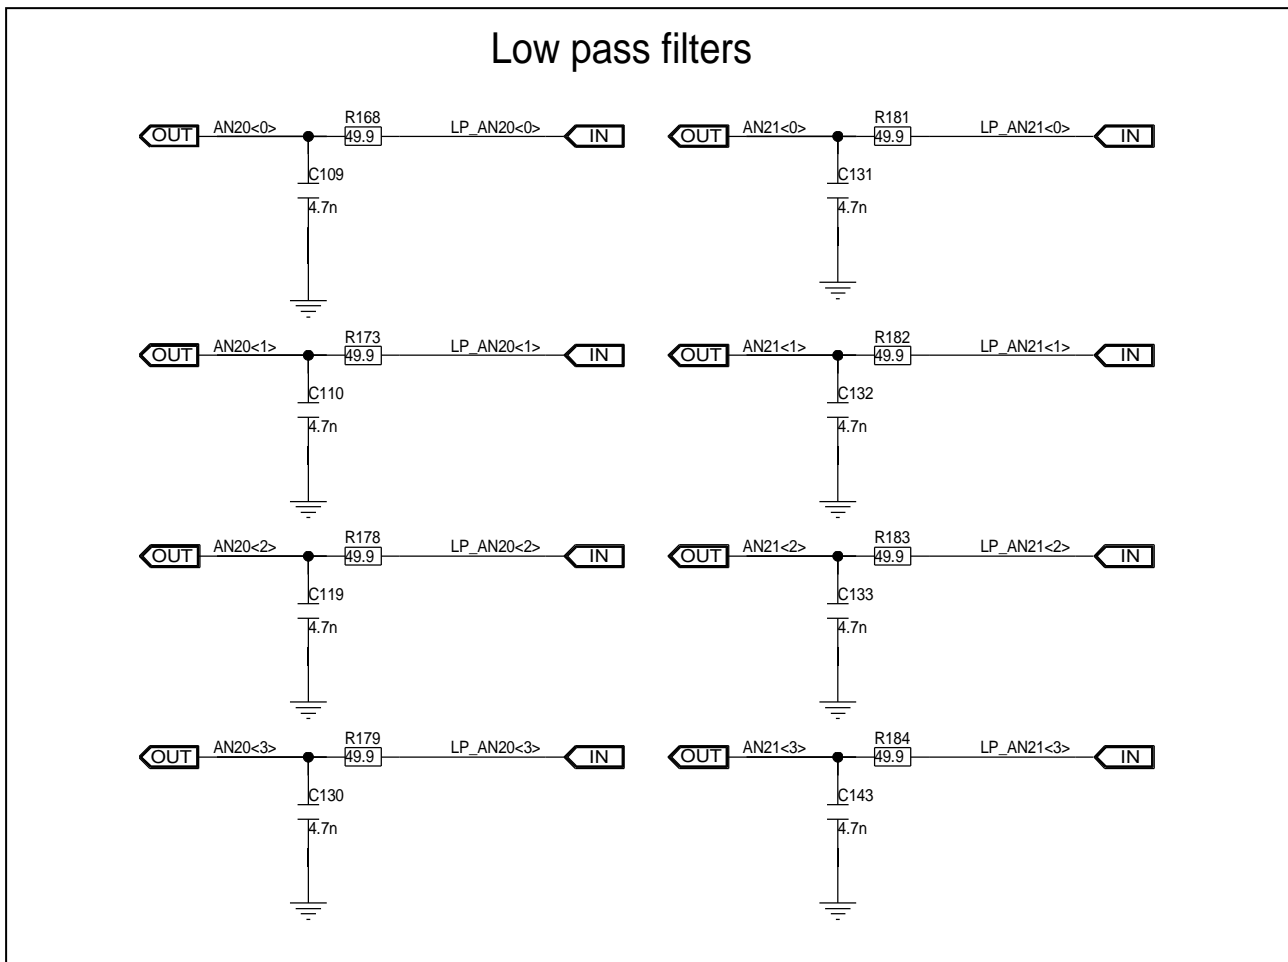 Low pass filters
OUT AN20<0> R168 49.9 LP_AN20<0> IN
C109
4.7n
OUT AN21<0> R181 49.9 LP_AN21<0> IN
C131
4.7n
OUT AN20<1> R173 49.9 LP_AN20<1> IN
C110
4.7n
OUT AN21<1> R182 49.9 LP_AN21<1> IN
C132
4.7n
OUT AN20<2> R178 49.9 LP_AN20<2> IN
C119
4.7n
OUT AN21<2> R183 49.9 LP_AN21<2> IN
C133
4.7n
OUT AN20<3> R179 49.9 LP_AN20<3> IN
C130
4.7n
OUT AN21<3> R184 49.9 LP_AN21<3> IN
C143
4.7n